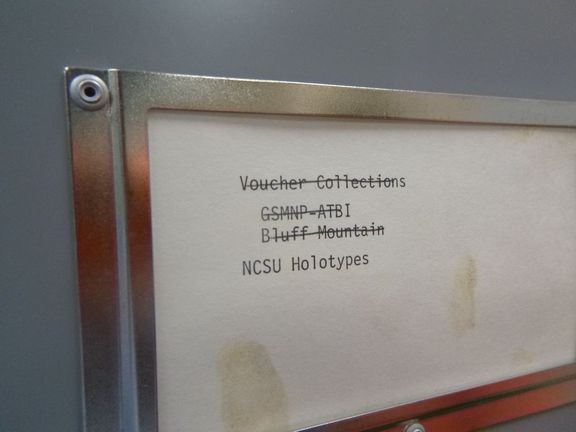 Voucher Collections
GSMNP-ATBI
Bluff Mountain
NCSU Holotypes